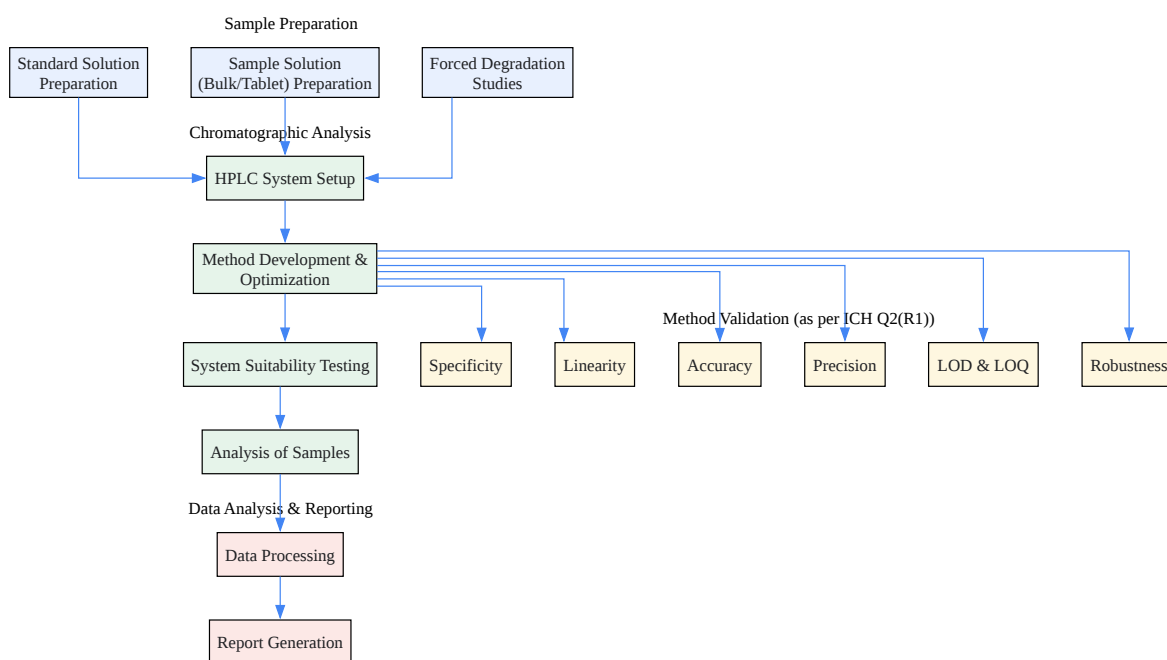 Sample Preparation
Standard Solution
Preparation
Sample Solution
(Bulk/Tablet) Preparation
Forced Degradation
Studies
Chromatographic Analysis
HPLC System Setup
Method Development &
Optimization
Method Validation (as per ICH Q2(R1))
System Suitability Testing
Specificity
Linearity
Accuracy
Precision
LOD & LOQ
Robustness
Analysis of Samples
Data Analysis & Reporting
Data Processing
Report Generation